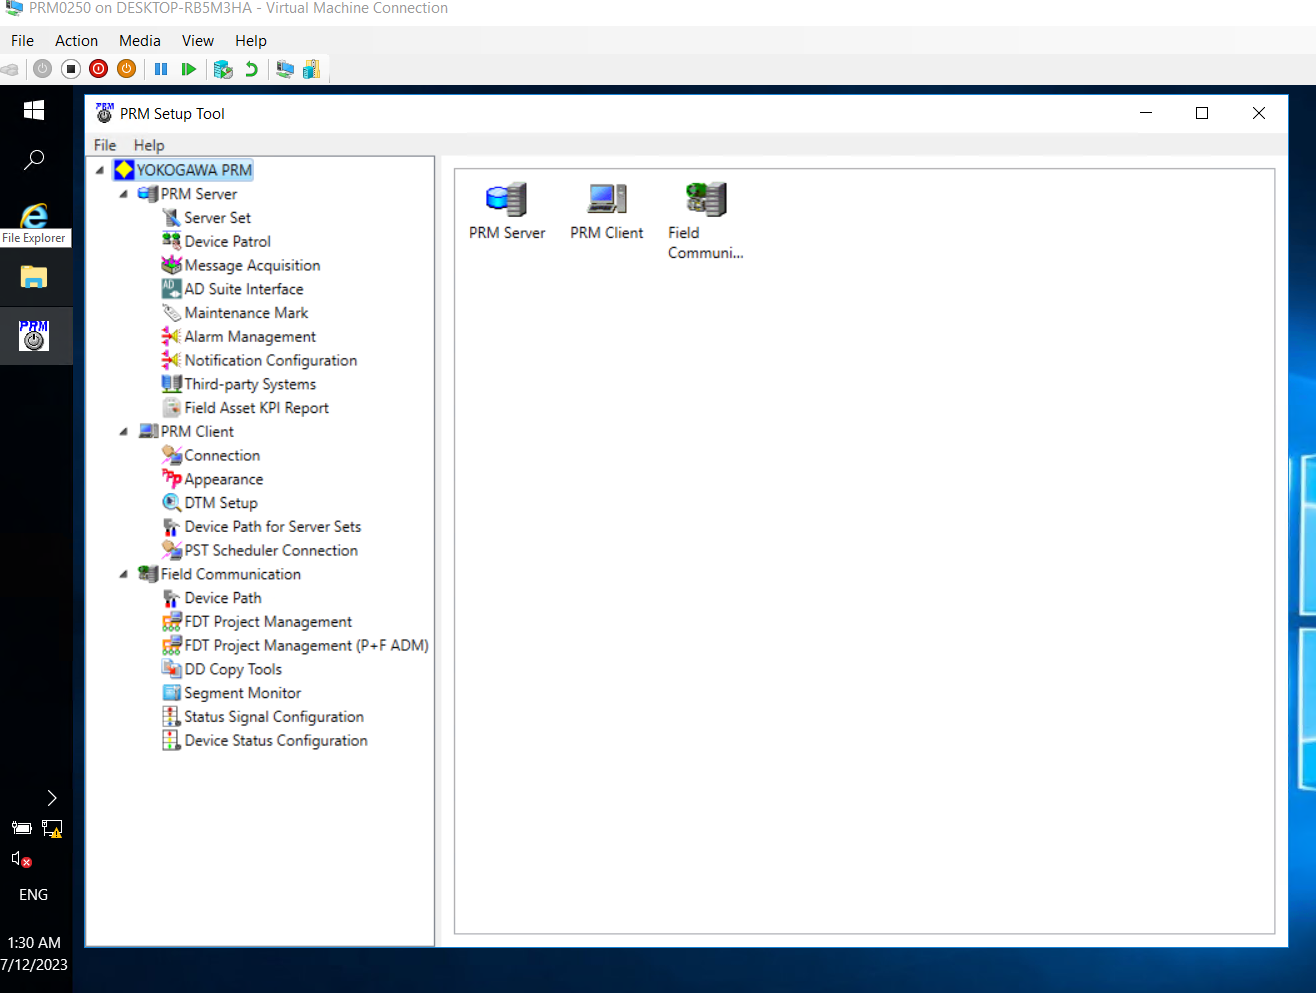 PRM0250 on DESKTOP-RB5M3HA - Virtual Machine Connection
File Action Media View Help
PRM Setup Tool
File Help
YOKOGAWA PRM
PRM Server
Server Set
Device Patrol
Message Acquisition
AD Suite Interface
Maintenance Mark
Alarm Management
Notification Configuration
Third-party Systems
Field Asset KPI Report
PRM Client
Connection
Appearance
DTM Setup
Device Path for Server Sets
PST Scheduler Connection
Field Communication
Device Path
FDT Project Management
FDT Project Management (P+F ADM)
DD Copy Tools
Segment Monitor
Status Signal Configuration
Device Status Configuration
PRM Server
PRM Client
Field
Communi...
File Explorer
PRM
ENG
1:30 AM
7/12/2023